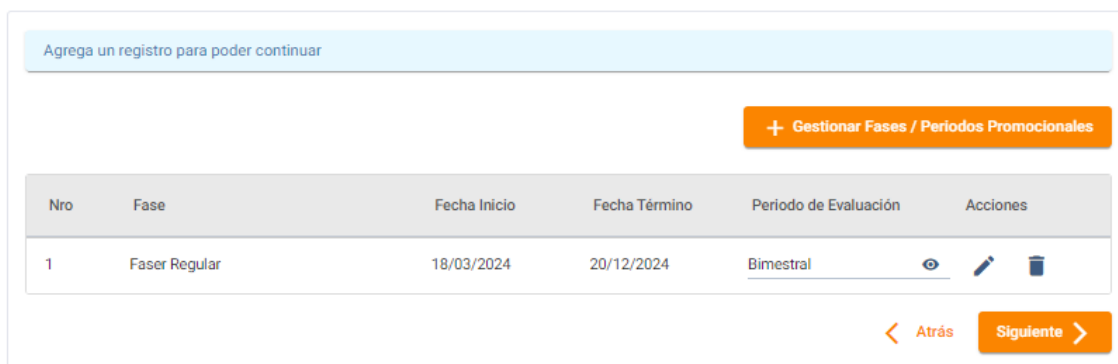 Agrega un registro para poder continuar
+ Gestionar Fases / Periodos Promocionales
Nro Fase Fecha Inicio Fecha Término Periodo de Evaluación Acciones
1 Faser Regular 18/03/2024 20/12/2024 Bimestral
Atrás Siguiente